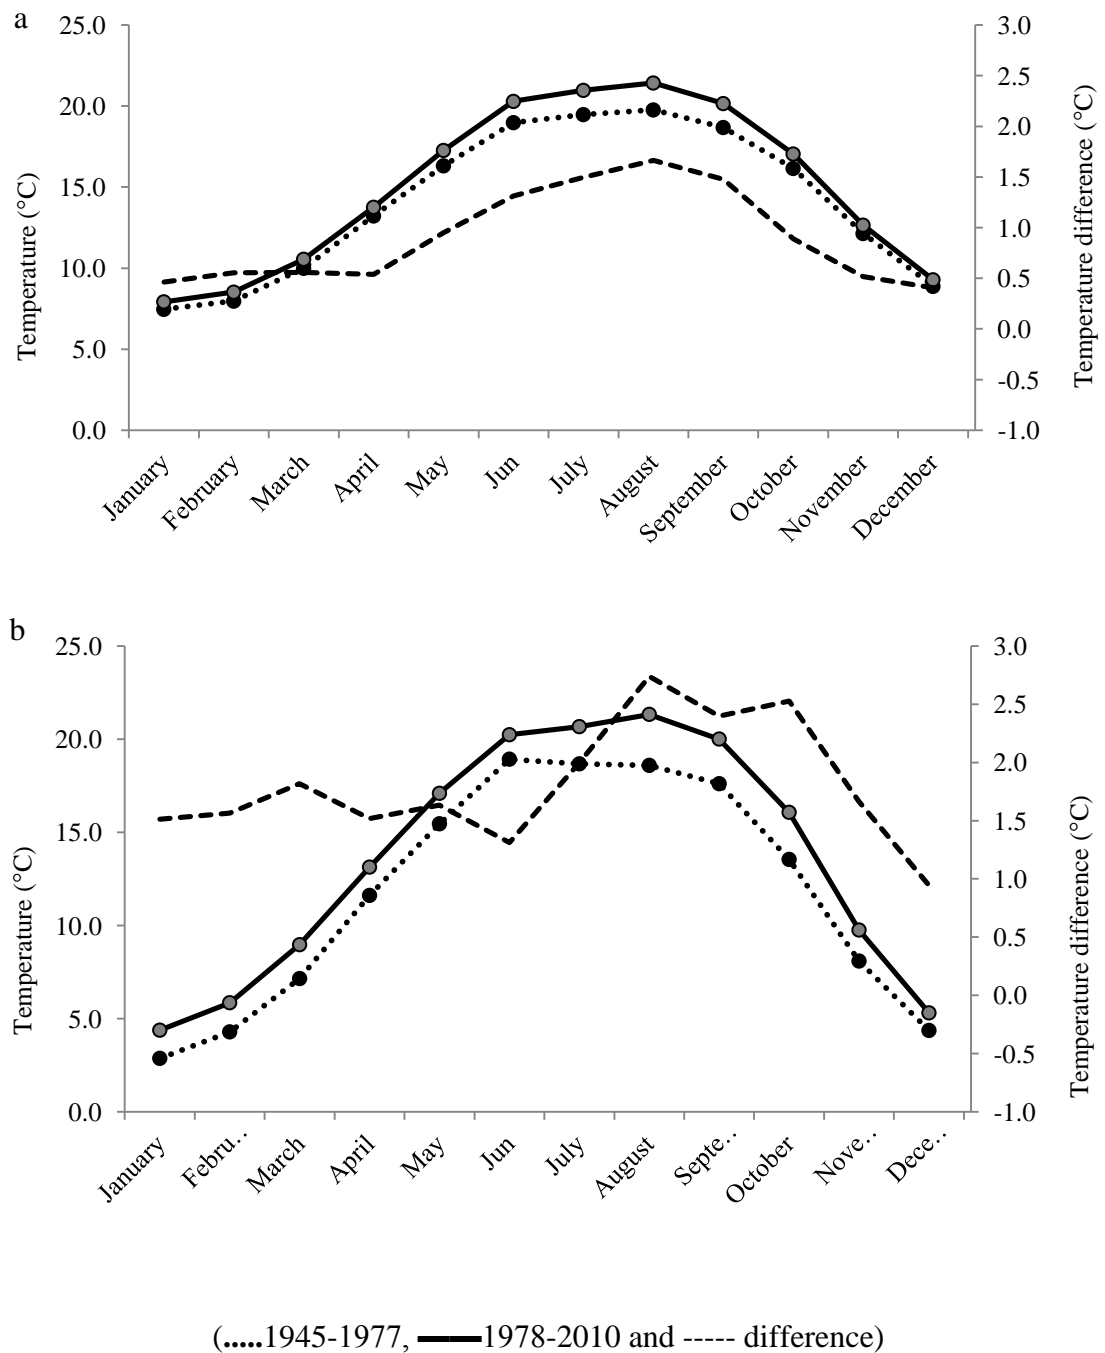 a
25.0
20.0
15.0
10.0
5.0
0.0
Temperature (°C)
3.0
2.5
2.0
1.5
1.0
0.5
0.0
-0.5
-1.0
Temperature difference (°C)
January
February
March
April
May
Jun
July
August
September
October
November
December
b
25.0
20.0
15.0
10.0
5.0
0.0
Temperature (°C)
3.0
2.5
2.0
1.5
1.0
0.5
0.0
-0.5
-1.0
Temperature difference (°C)
January
Febru..
March
April
May
Jun
July
August
Septe..
October
Nove..
Dece..
(.....1945-1977, ——1978-2010 and ----- difference)